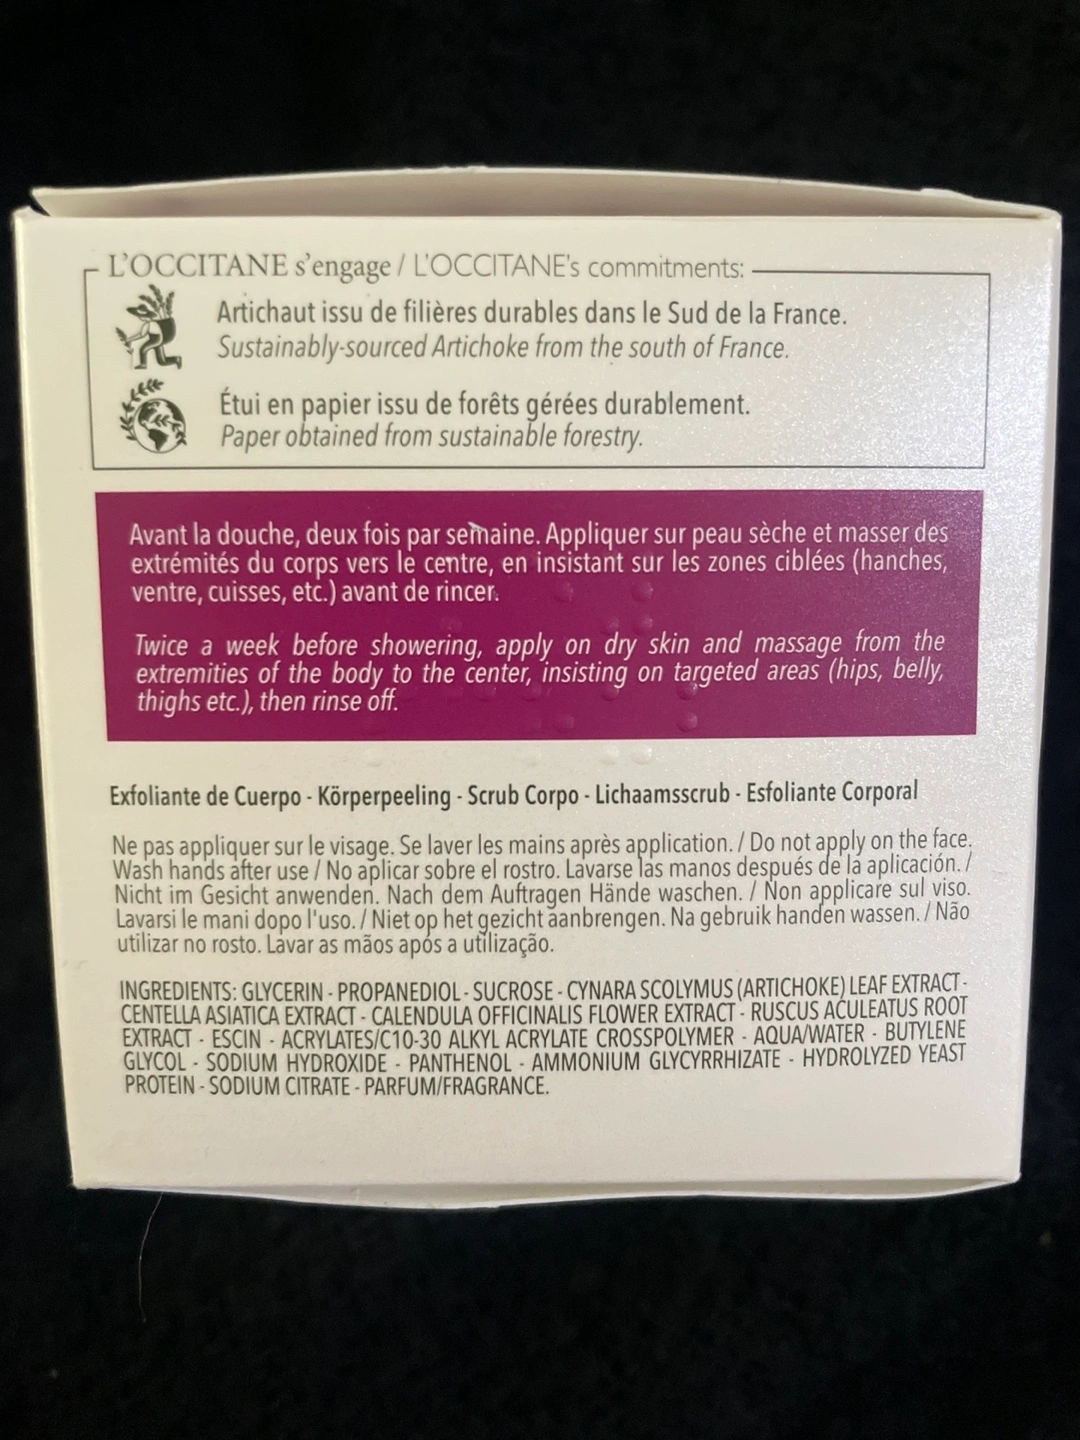 L'OCCITANE s'engage / L'OCCITANE's commitments:
Artichaut issu de filières durables dans le Sud de la France.
Sustainably-sourced Artichoke from the south of France.
Étui en papier issu de forêts gérées durablement.
Paper obtained from sustainable forestry.
Avant la douche, deux fois par semaine. Appliquer sur peau sèche et masser des
extrémités du corps vers le centre, en insistant sur les zones ciblées (hanches,
ventre, cuisses, etc.) avant de rincer.
Twice a week before showering, apply on dry skin and massage from the
extremities of the body to the center, insisting on targeted areas (hips, belly,
thighs etc.), then rinse off.
Exfoliante de Cuerpo - Körperpeeling - Scrub Corpo - Lichaamsscrub - Esfoliante Corporal
Ne pas appliquer sur le visage. Se laver les mains après application. / Do not apply on the face.
Wash hands after use / No aplicar sobre el rostro. Lavarse las manos después de la aplicación. /
Nicht im Gesicht anwenden. Nach dem Auftragen Hände waschen. / Non applicare sul viso.
Lavarsi le mani dopo l'uso. / Niet op het gezicht aanbrengen. Na gebruik handen wassen. / Não
utilizar no rosto. Lavar as mãos após a utilização.
INGREDIENTS: GLYCERIN - PROPANEDIOL - SUCROSE - CYNARA SCOLYMUS (ARTICHOKE) LEAF EXTRACT -
CENTELLA ASIATICA EXTRACT - CALENDULA OFFICINALIS FLOWER EXTRACT - RUSCUS ACULEATUS ROOT
EXTRACT - ESCIN - ACRYLATES/C10-30 ALKYL ACRYLATE CROSSPOLYMER - AQUA/WATER - BUTYLENE
GLYCOL - SODIUM HYDROXIDE - PANTHENOL - AMMONIUM GLYCYRRHIZATE - HYDROLYZED YEAST
PROTEIN - SODIUM CITRATE - PARFUM/FRAGRANCE.